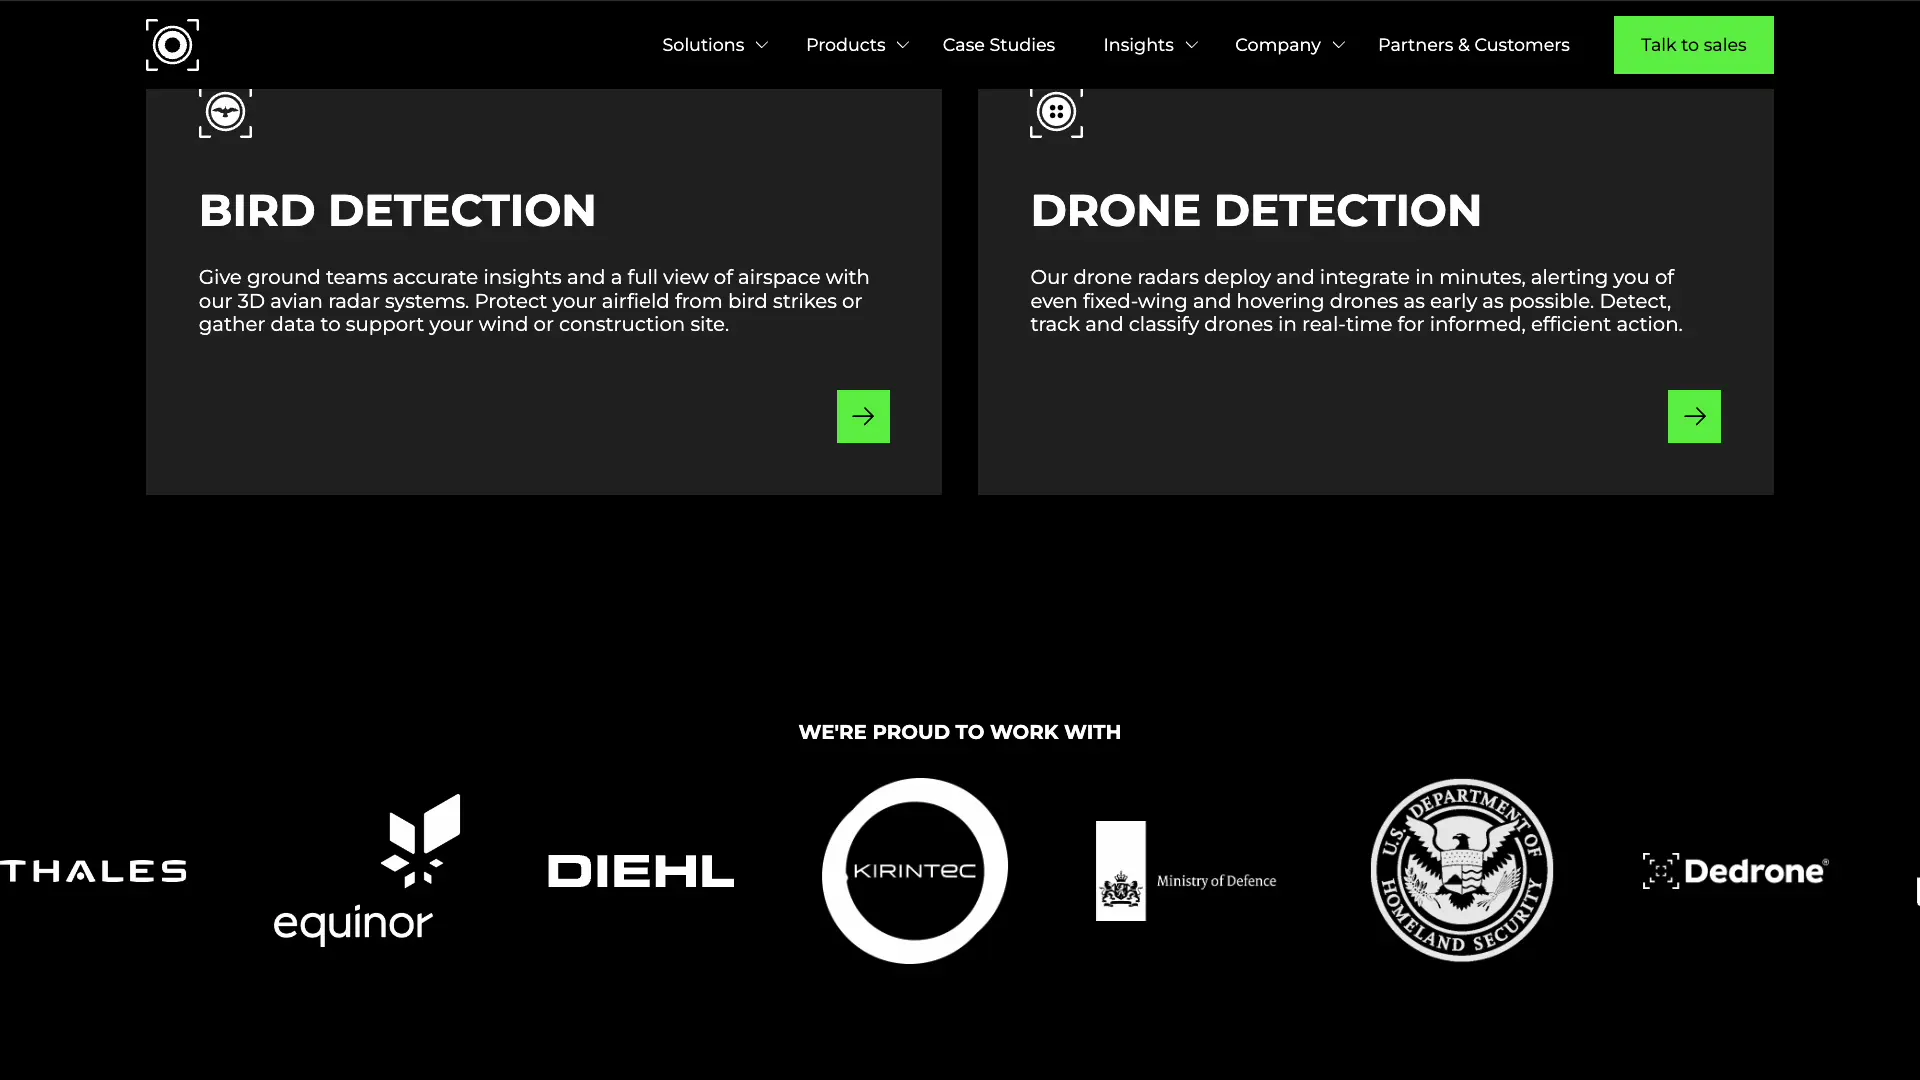 Solutions
Products
Case Studies
Insights
Company
Partners & Customers
Talk to sales
BIRD DETECTION
Give ground teams accurate insights and a full view of airspace with
our 3D avian radar systems. Protect your airfield from bird strikes or
gather data to support your wind or construction site.
DRONE DETECTION
Our drone radars deploy and integrate in minutes, alerting you of
even fixed-wing and hovering drones as early as possible. Detect,
track and classify drones in real-time for informed, efficient action.
WE'RE PROUD TO WORK WITH
THALES
equinor
DIEHL
KIRINTEC
Ministry of Defence
U.S. DEPARTMENT OF
HOMELAND SECURITY
Dedrone®